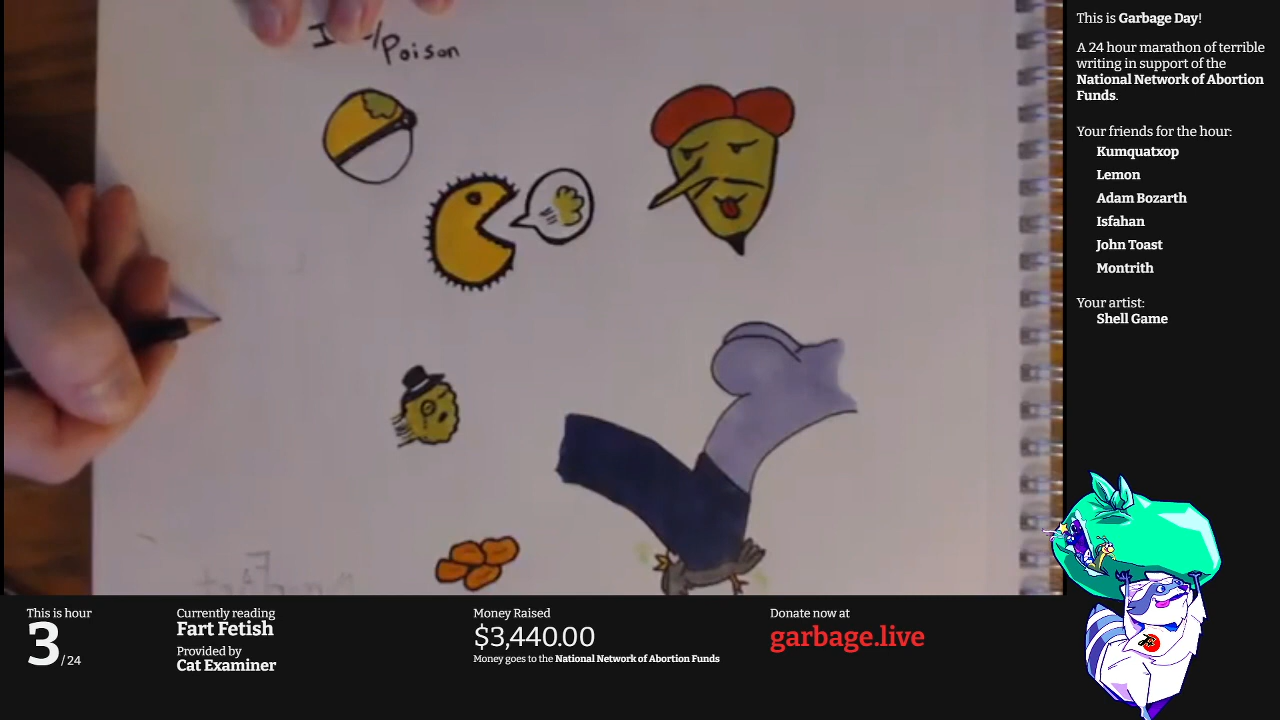 Poison
This is Garbage Day!
A 24 hour marathon of terrible
writing in support of the
National Network of Abortion
Funds.
Your friends for the hour:
Kumquatxop
Lemon
Adam Bozarth
Isfahan
John Toast
Montrith
Your artist:
Shell Game
This is hour
3/24
Currently reading
Fart Fetish
Provided by
Cat Examiner
Money Raised
$3,440.00
Money goes to the National Network of Abortion Funds
Donate now at
garbage.live